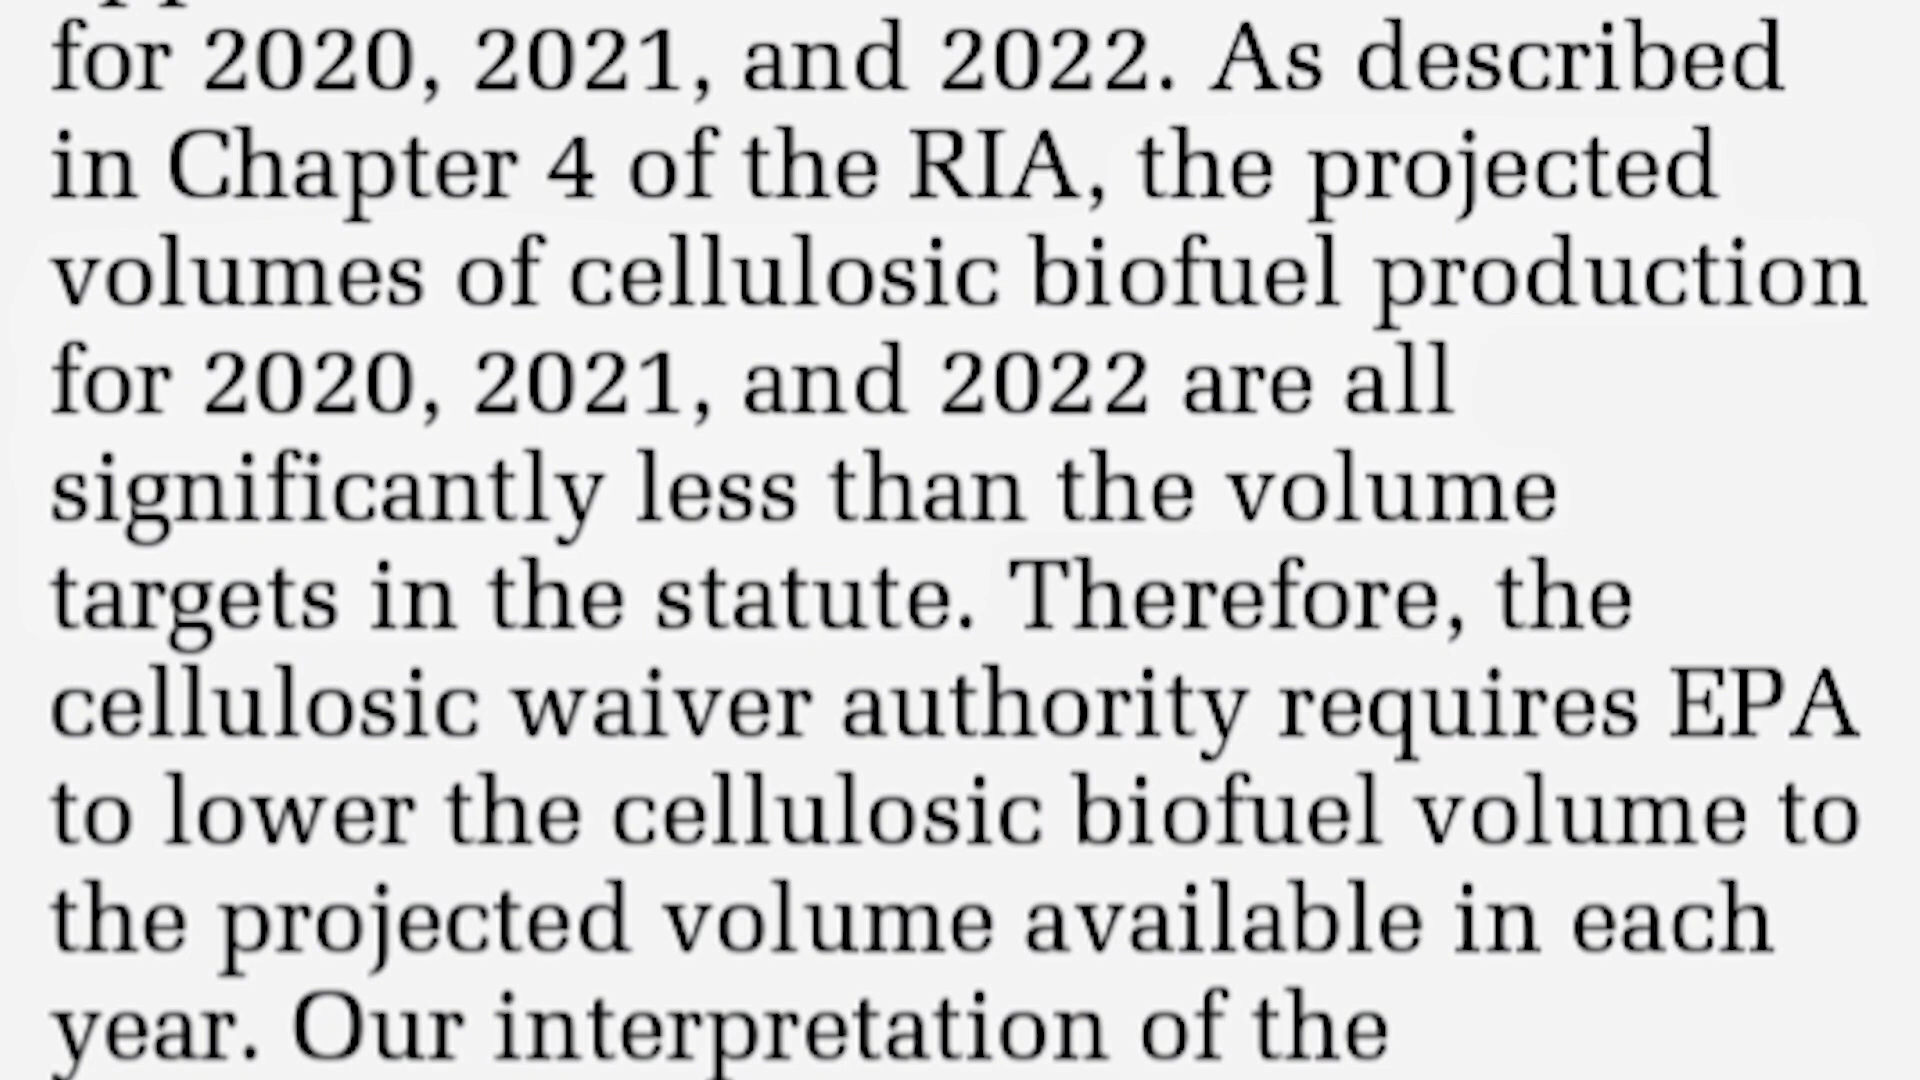 for 2020, 2021, and 2022. As described
in Chapter 4 of the RIA, the projected
volumes of cellulosic biofuel production
for 2020, 2021, and 2022 are all
significantly less than the volume
targets in the statute. Therefore, the
cellulosic waiver authority requires EPA
to lower the cellulosic biofuel volume to
the projected volume available in each
year. Our interpretation of the